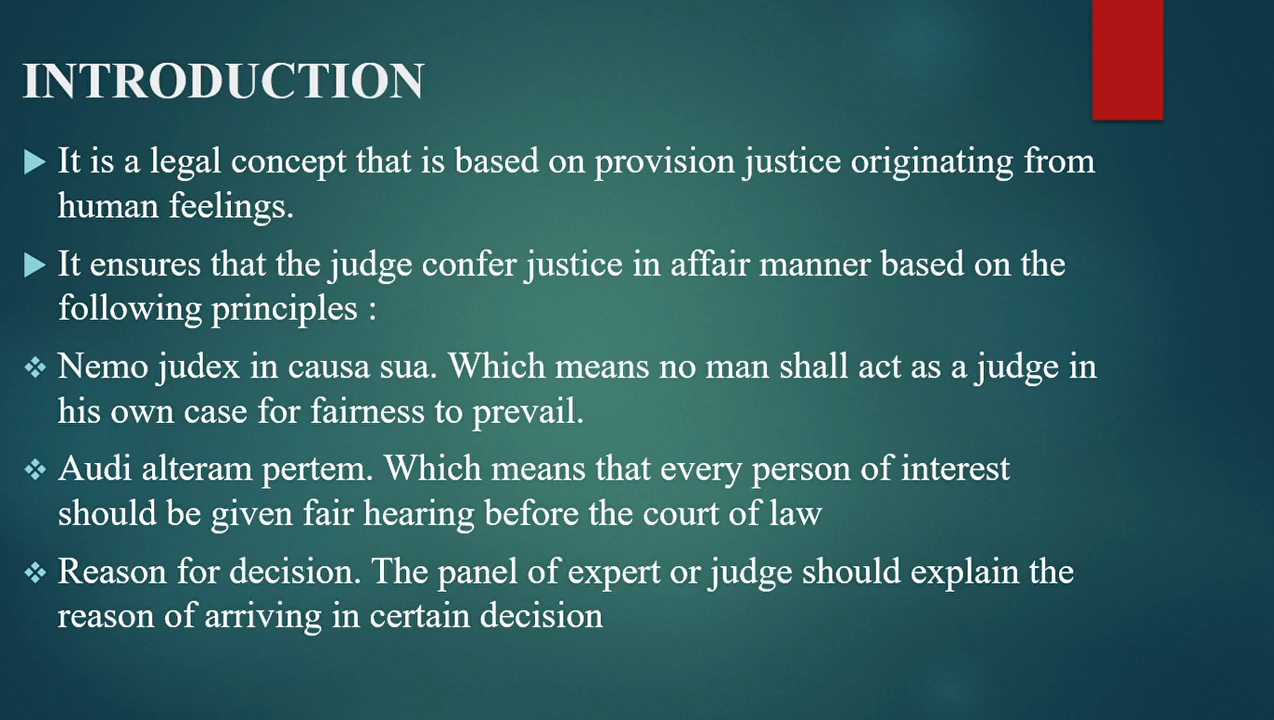 INTRODUCTION
It is a legal concept that is based on provision justice originating from
human feelings.
It ensures that the judge confer justice in affair manner based on the
following principles :
Nemo judex in causa sua. Which means no man shall act as a judge in
his own case for fairness to prevail.
Audi alteram pertem. Which means that every person of interest
should be given fair hearing before the court of law
Reason for decision. The panel of expert or judge should explain the
reason of arriving in certain decision